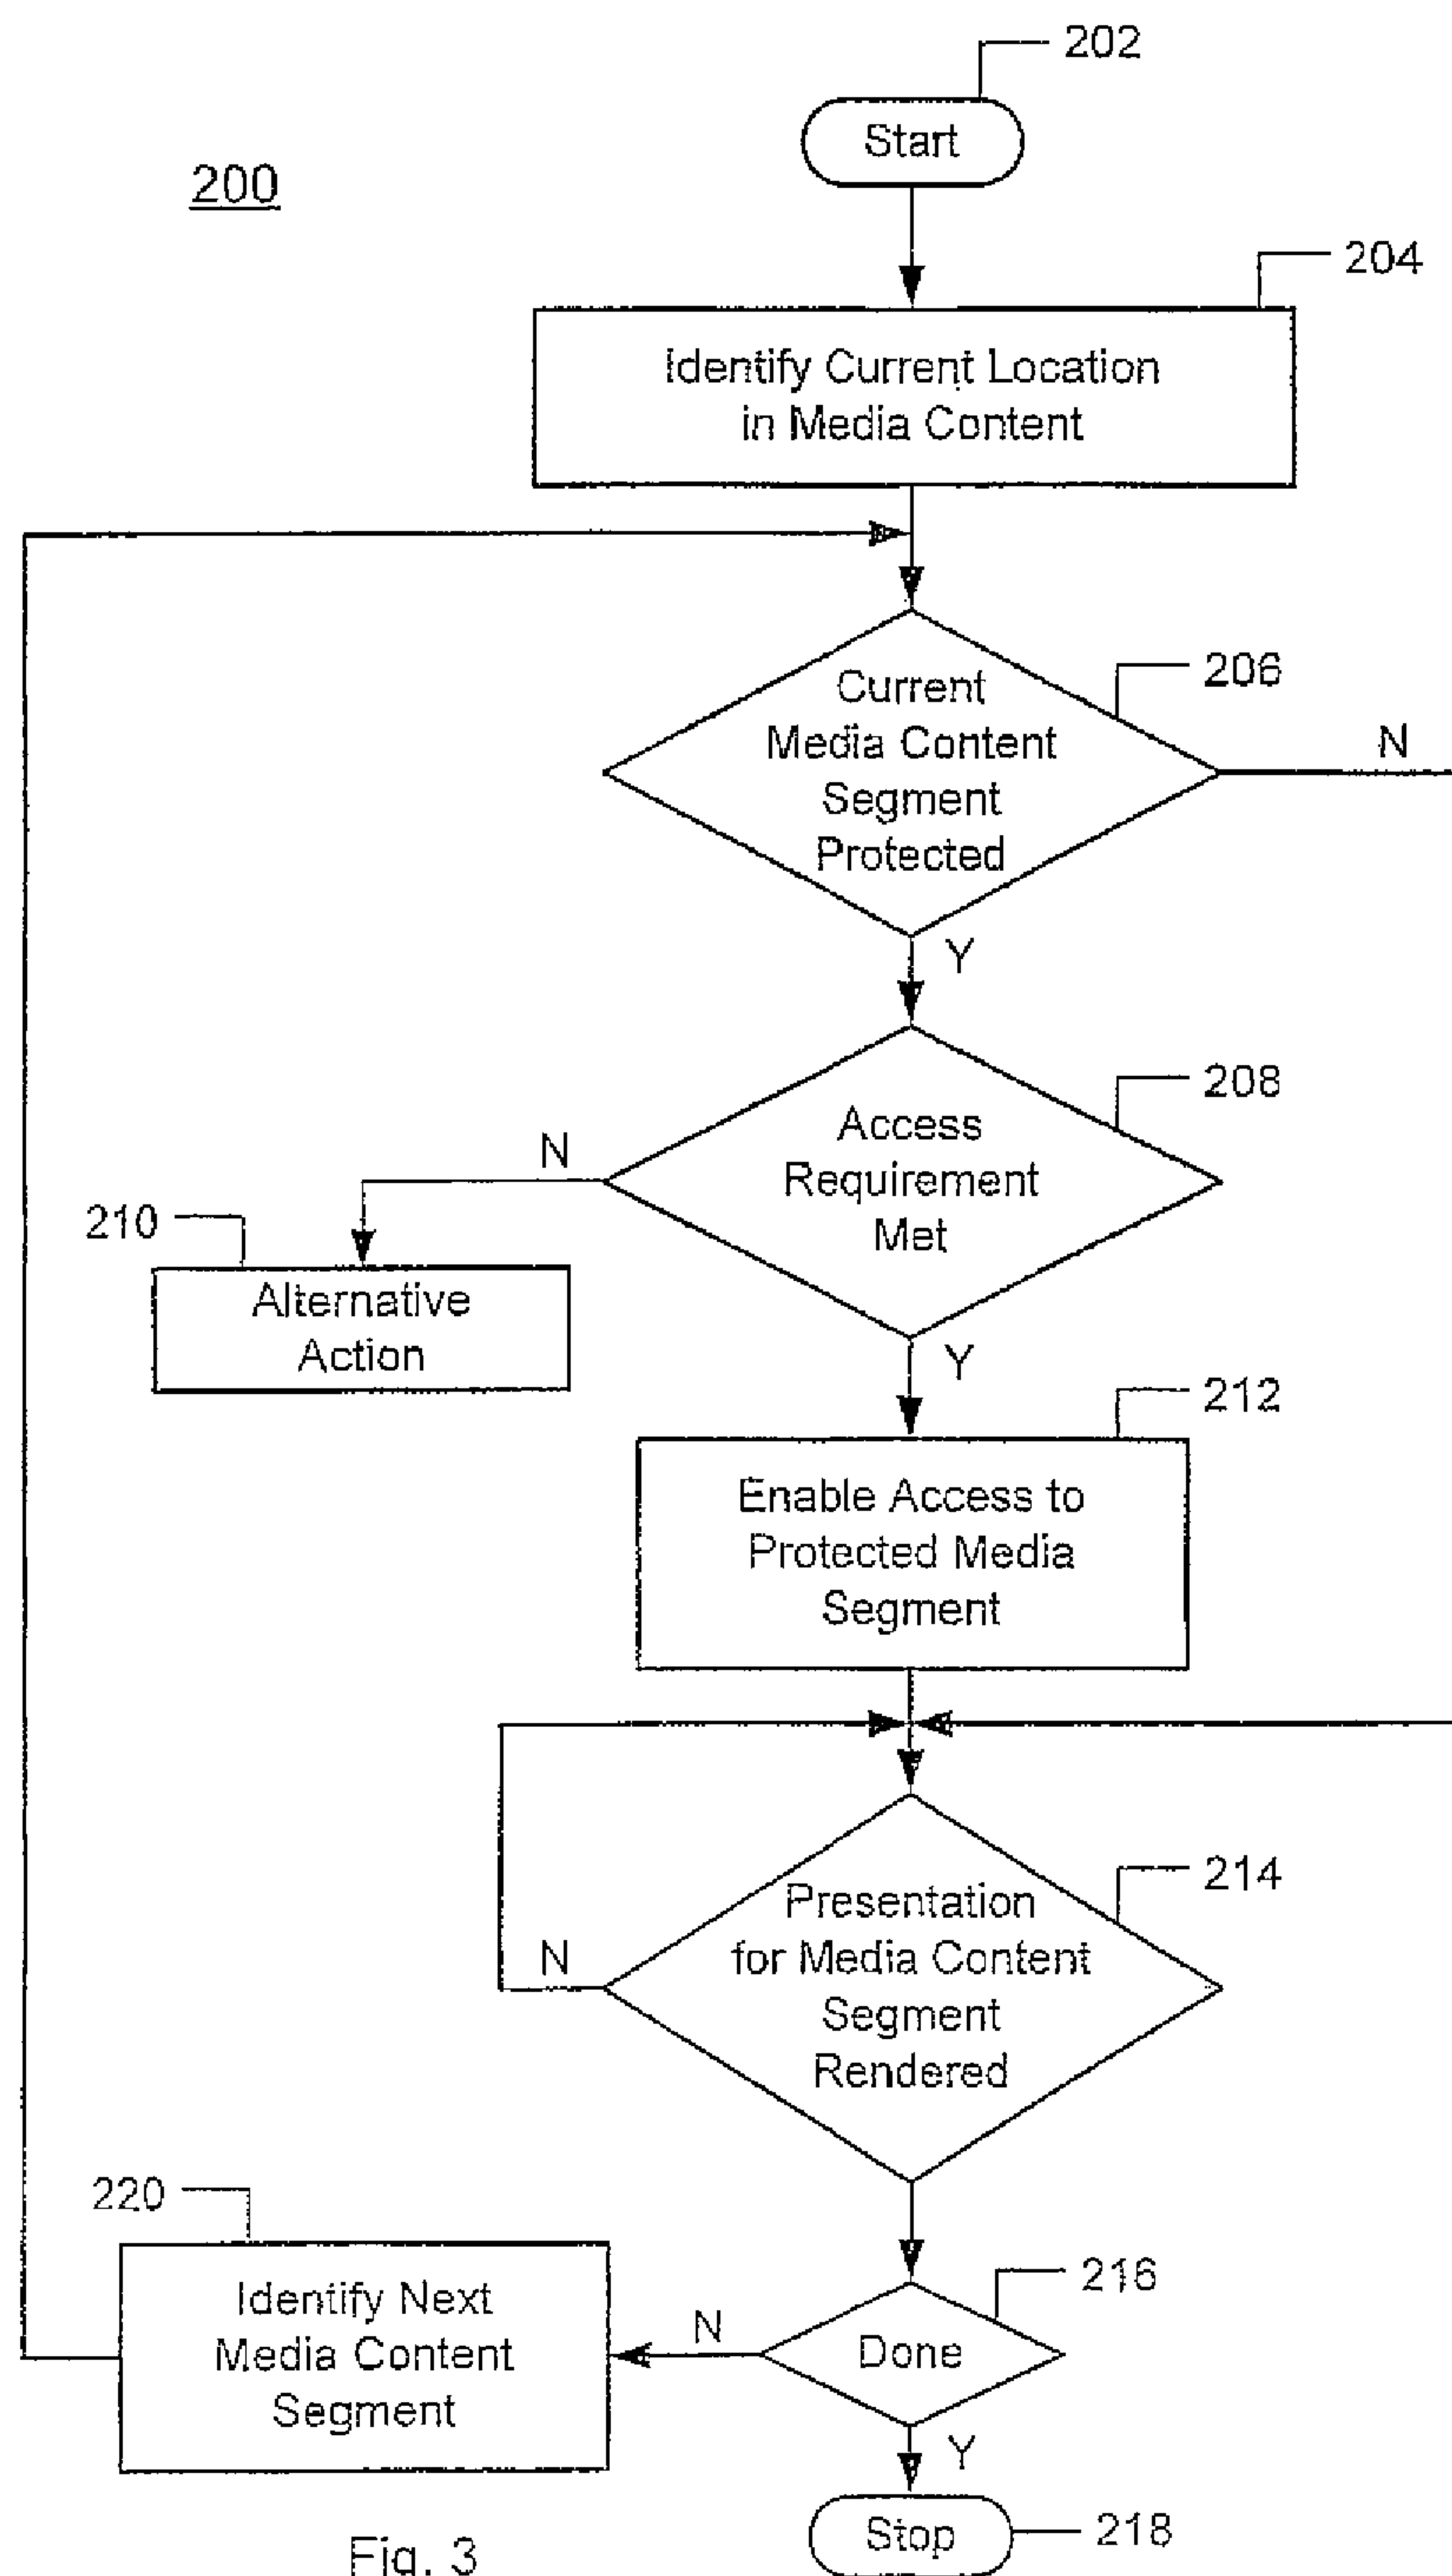 202
Start
200
204
Identify Current Location
in Media Content
206
Current
Media Content
Segment
Protected
N
Y
208
Access
Requirement
Met
N
210
Alternative
Action
Y
212
Enable Access to
Protected Media
Segment
214
Presentation
for Media Content
Segment
Rendered
N
220
Identify Next
Media Content
Segment
216
N
Done
Y
Stop
218
Fig. 3